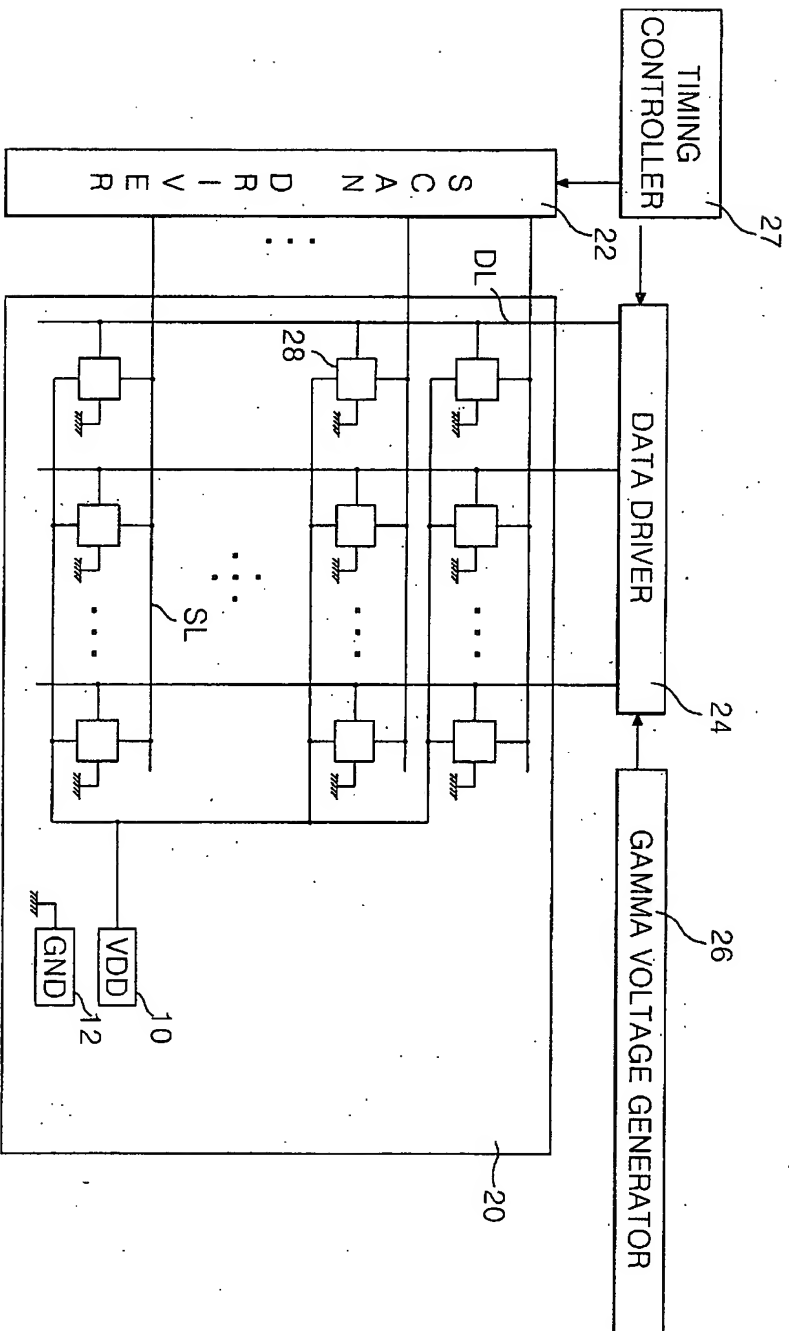 TIMING
CONTROLLER
27
DATA DRIVER
24
GAMMA VOLTAGE GENERATOR
26
SCAN DRIVER
22
DL
28
SL
VDD
10
GND
12
20